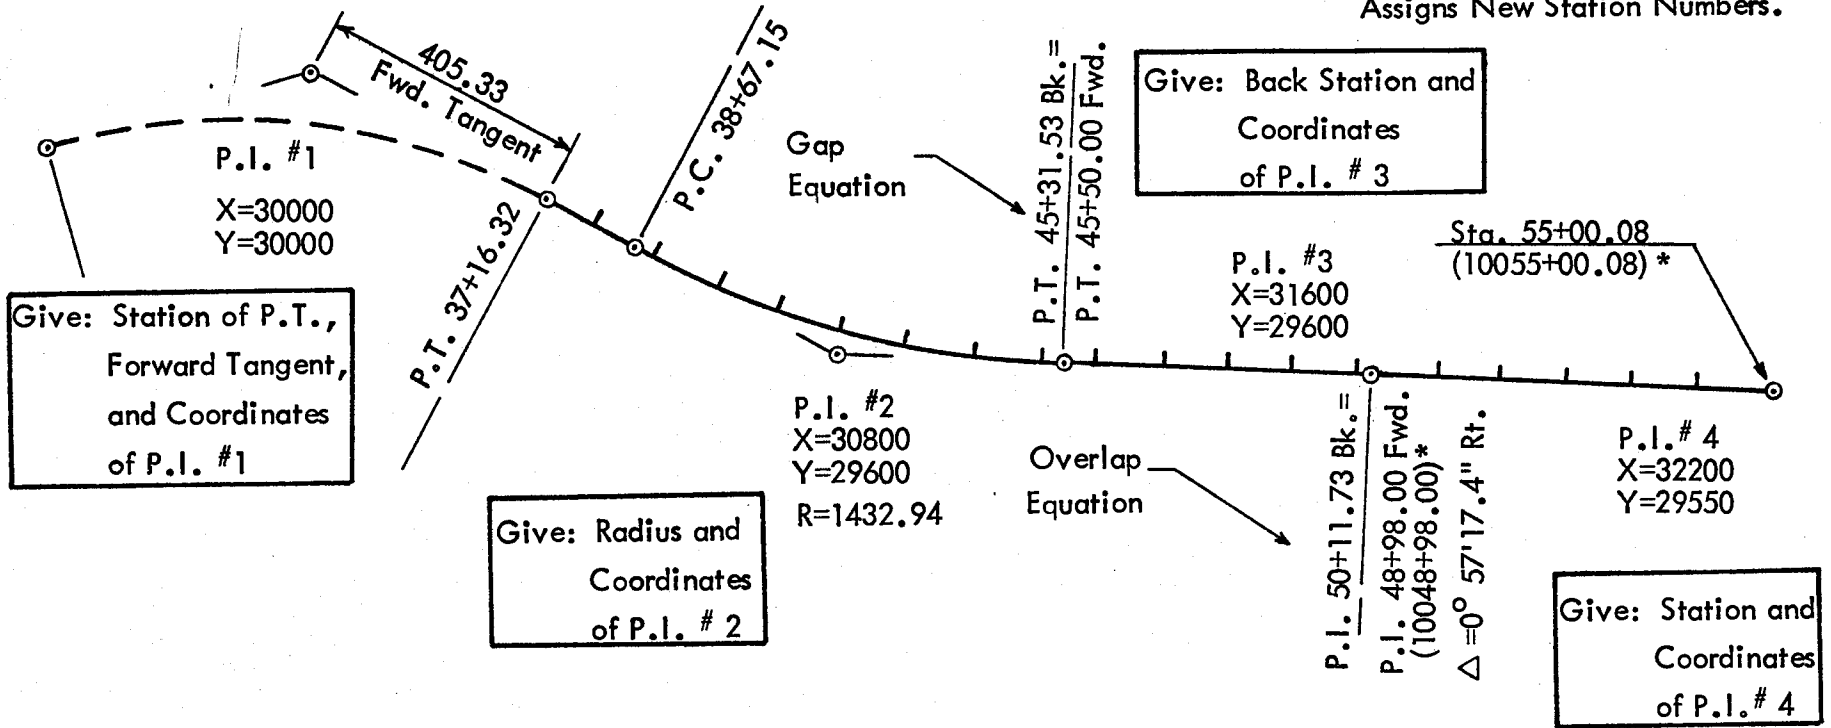 Assigns New Station Numbers.
405.33
Fwd. Tangent
P.C. 38+67.15
P.T. 45+31.53 Bk.=
P.T. 45+50.00 Fwd.
Give: Back Station and
Coordinates
of P.I. # 3
Gap
Equation
P.I. #1
X=30000
Y=30000
P.T. 37+16.32
Sta. 55+00.08
(10055+00.08) *
P.I. #3
X=31600
Y=29600
Give: Station of P.T.,
Forward Tangent,
and Coordinates
of P.I. #1
P.I. #2
X=30800
Y=29600
R=1432.94
Overlap
Equation
P.I. 50+11.73 Bk.=
P.I. 48+98.00 Fwd.
(10048+98.00)*
△=0° 57'17.4" Rt.
P.I.# 4
X=32200
Y=29550
Give: Radius and
Coordinates
of P.I. # 2
Give: Station and
Coordinates
of P.I.# 4